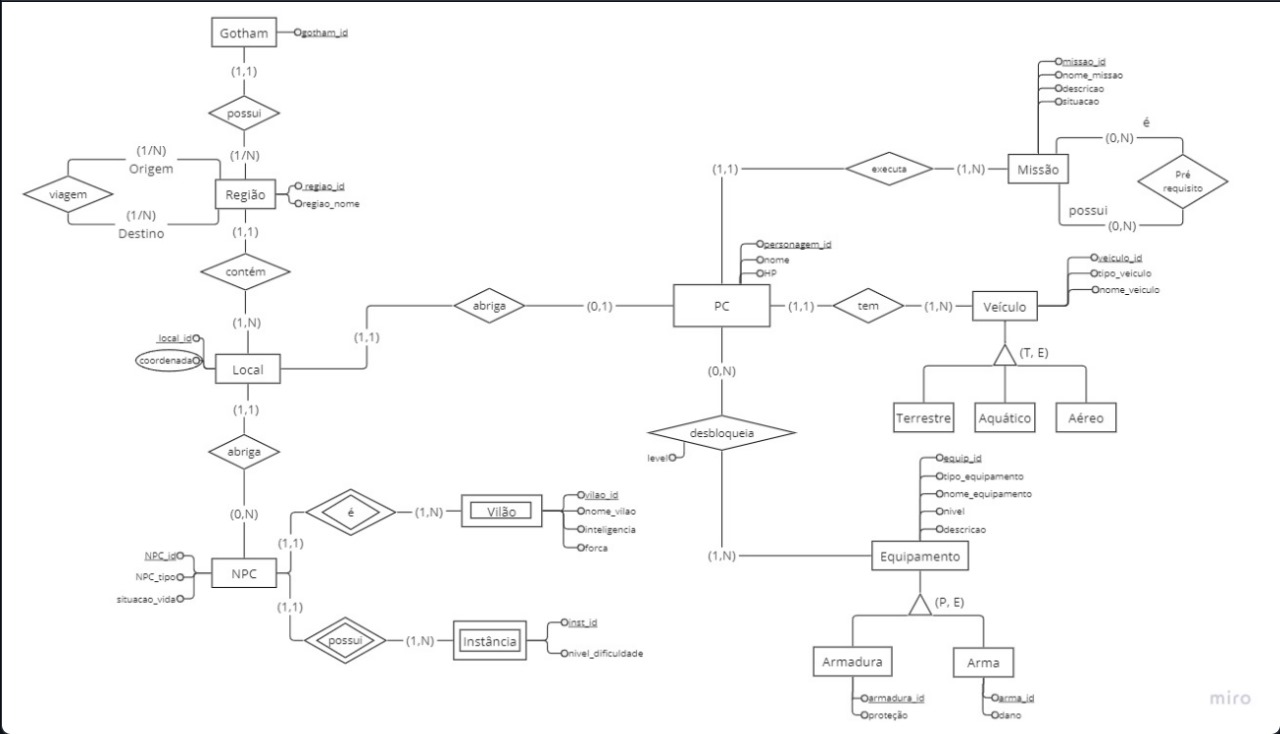 Gotham
gotham_id
(1,1)
possui
(1/N)
(1/N)
Origem
viagem
(1/N)
Destino
Região
regiao_id
regiao_nome
(1,1)
contém
(1,N)
local_id
coordenada
Local
(1,1)
abriga
(0,1)
(1,1)
abriga
(0,N)
NPC_id
NPC_tipo
situacao_vida
NPC
(1,1)
é
(1,N)
Vilão
vilao_id
nome_vilao
inteligencia
forca
(1,1)
possui
(1,N)
Instância
inst_id
nivel_dificuldade
missao_id
nome_missao
descricao
situacao
(1,1)
executa
(1,N)
Missão
é
(0,N)
Pré
requisito
possui
(0,N)
personagem_id
nome
HP
PC
(1,1)
tem
(1,N)
Veículo
veiculo_id
tipo_veiculo
nome_veiculo
(T, E)
Terrestre
Aquático
Aéreo
(0,N)
desbloqueia
level
(1,N)
equip_id
tipo_equipamento
nome_equipamento
nivel
descricao
Equipamento
(P, E)
Armadura
armadura_id
proteção
Arma
arma_id
dano
miro